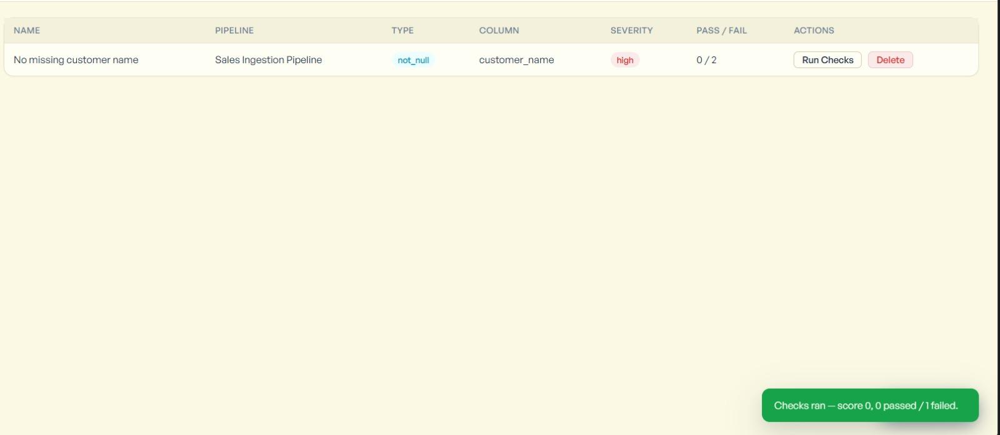 NAME PIPELINE TYPE COLUMN SEVERITY PASS / FAIL ACTIONS
No missing customer name Sales Ingestion Pipeline not_null customer_name high 0 / 2 Run Checks Delete
Checks ran — score 0, 0 passed / 1 failed.